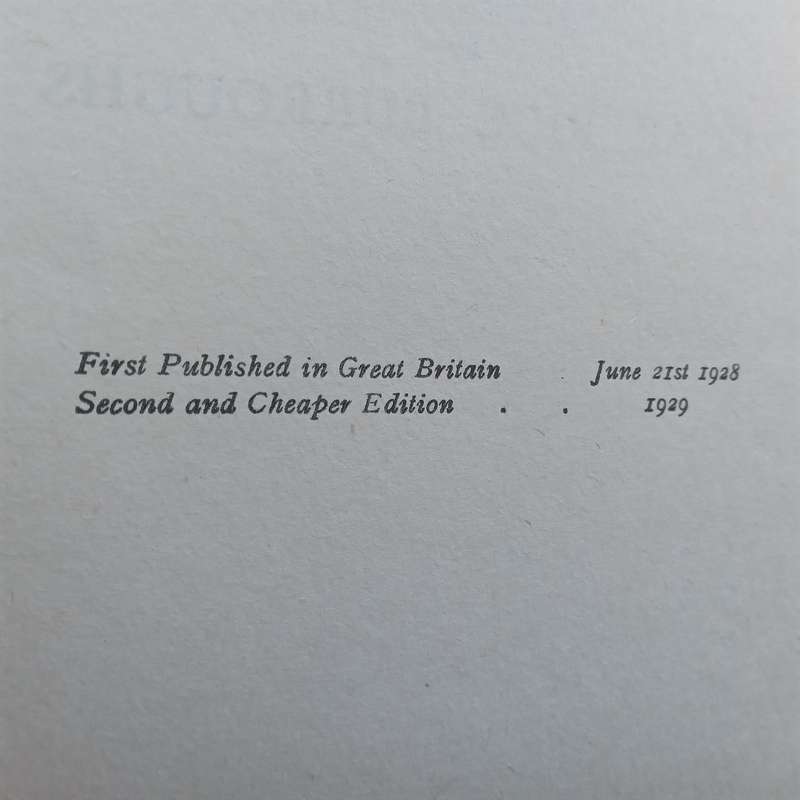 First Published in Great Britain . June 21st 1928
Second and Cheaper Edition . . 1929